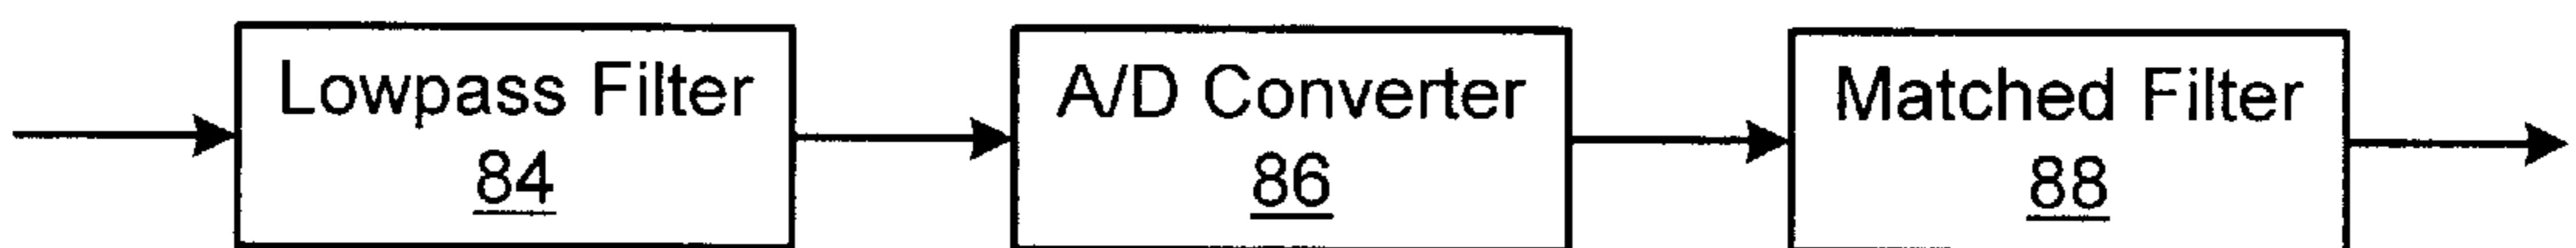 Lowpass Filter
84
A/D Converter
86
Matched Filter
88